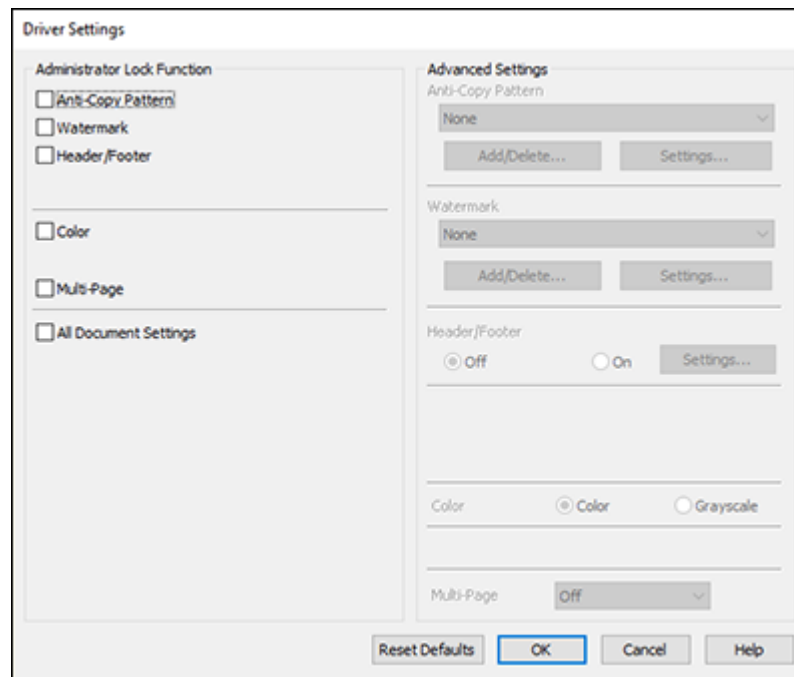 Driver Settings
Administrator Lock Function
Anti-Copy Pattern
Watermark
Header/Footer
Color
Multi-Page
All Document Settings
Advanced Settings
Anti-Copy Pattern
None
Add/Delete... Settings...
Watermark
None
Add/Delete... Settings...
Header/Footer
Off On Settings...
Color Color Grayscale
Multi-Page Off
Reset Defaults OK Cancel Help